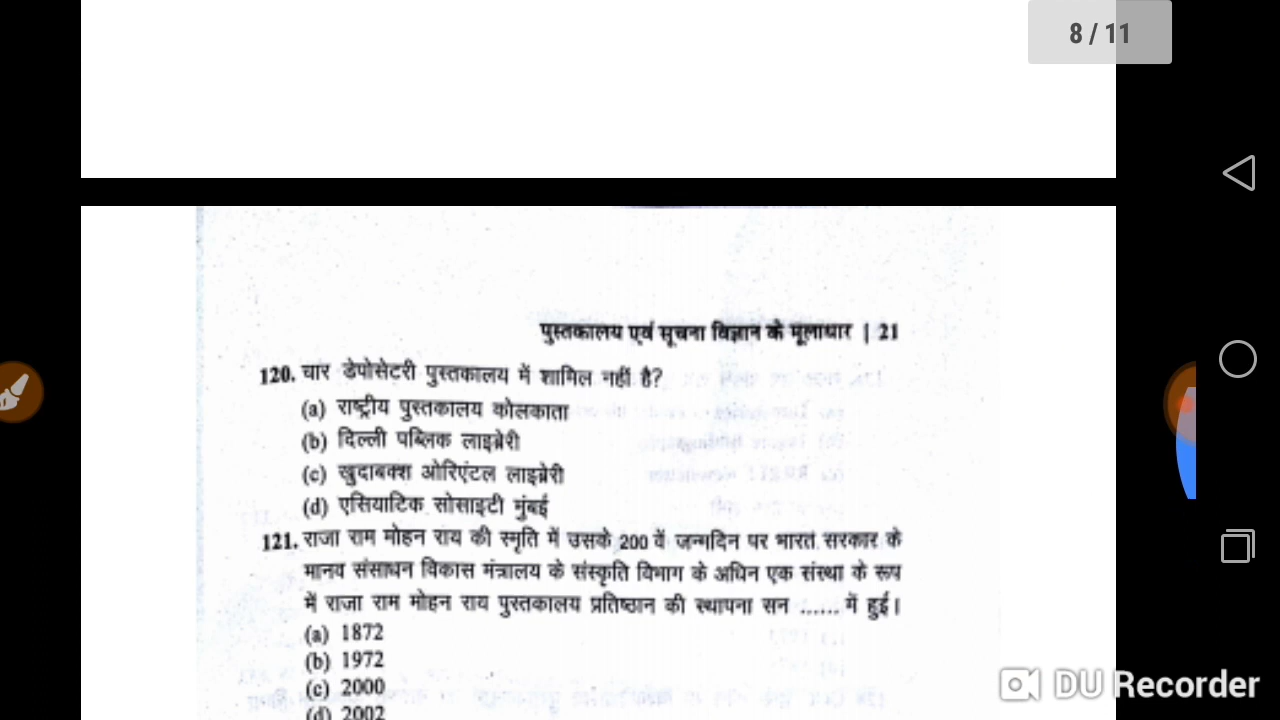 8 / 11
पुस्तकालय एवं सूचना विज्ञान के मूलाधार | 21
120. चार डेपोसेटरी पुस्तकालय में शामिल नहीं है?
(a) राष्ट्रीय पुस्तकालय कोलकाता
(b) दिल्ली पब्लिक लाइब्रेरी
(c) खुदाबक्श ओरिएंटल लाइब्रेरी
(d) एसियाटिक सोसाइटी मुंबई
121. राजा राम मोहन राय की स्मृति में उसके 200 वें जन्मदिन पर भारत सरकार के
मानव संसाधन विकास मंत्रालय के संस्कृति विभाग के अधिन एक संस्था के रूप
में राजा राम मोहन राय पुस्तकालय प्रतिष्ठान की स्थापना सन ...... में हुई।
(a) 1872
(b) 1972
(c) 2000
(d) 2002
DU Recorder